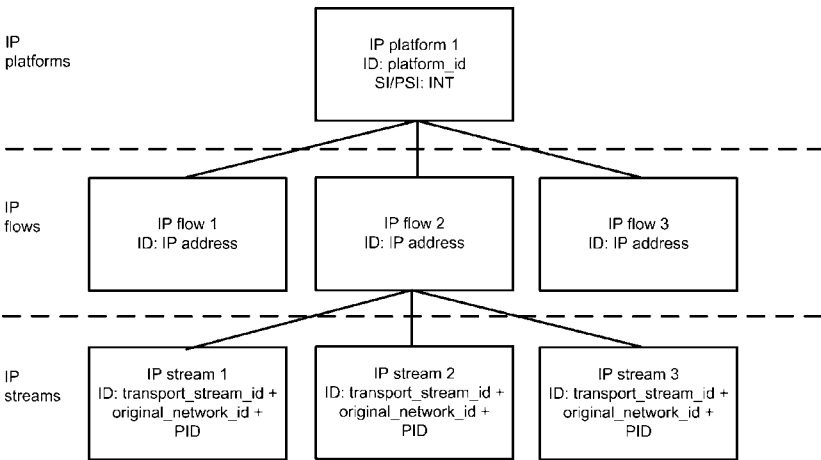 IP
platforms
IP platform 1
ID: platform_id
SI/PSI: INT
IP
flows
IP flow 1
ID: IP address
IP flow 2
ID: IP address
IP flow 3
ID: IP address
IP
streams
IP stream 1
ID: transport_stream_id +
original_network_id +
PID
IP stream 2
ID: transport_stream_id +
original_network_id +
PID
IP stream 3
ID: transport_stream_id +
original_network_id +
PID